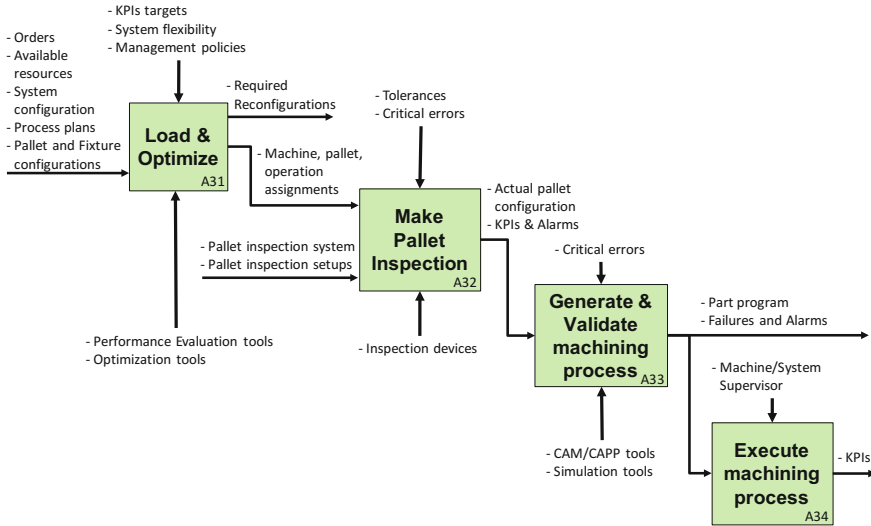 - Orders
- Available
resources
- System
configuration
- Process plans
- Pallet and Fixture
configurations
- KPIs targets
- System flexibility
- Management policies
Load &
Optimize
A31
- Required
Reconfigurations
- Machine, pallet,
operation
assignments
- Performance Evaluation tools
- Optimization tools
- Tolerances
- Critical errors
- Pallet inspection system
- Pallet inspection setups
Make
Pallet
Inspection
A32
- Actual pallet
configuration
- KPIs & Alarms
- Inspection devices
- Critical errors
Generate &
Validate
machining
process
A33
- Part program
- Failures and Alarms
- CAM/CAPP tools
- Simulation tools
- Machine/System
Supervisor
Execute
machining
process
A34
- KPIs